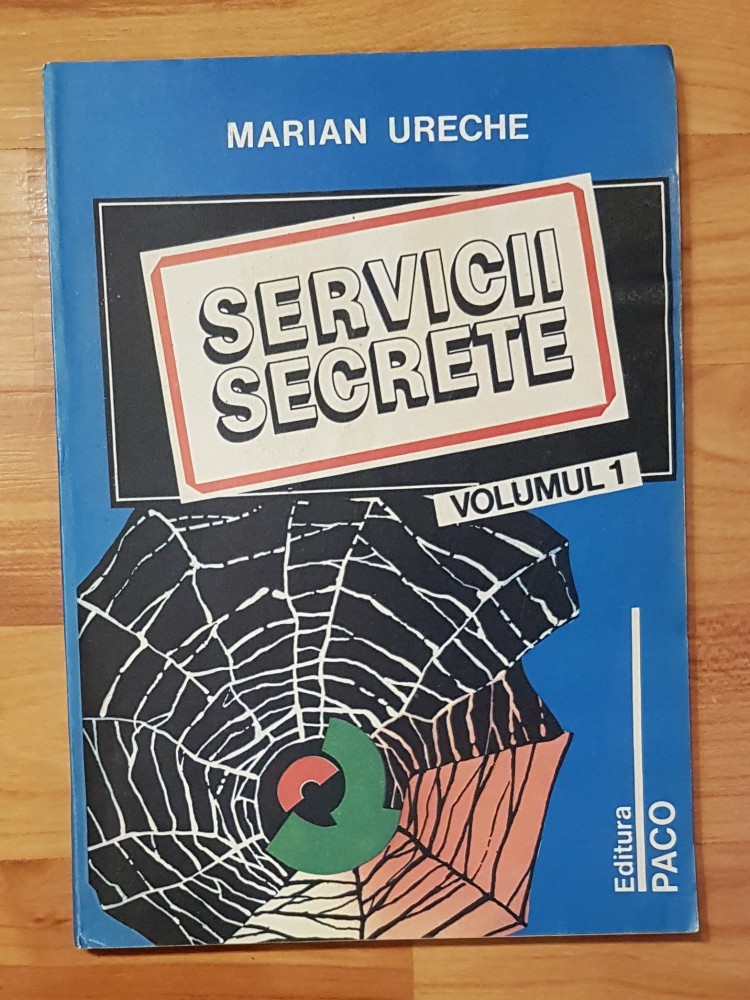 MARIAN URECHE
SERVICII
SECRETE
VOLUMUL 1
Editura
PACO